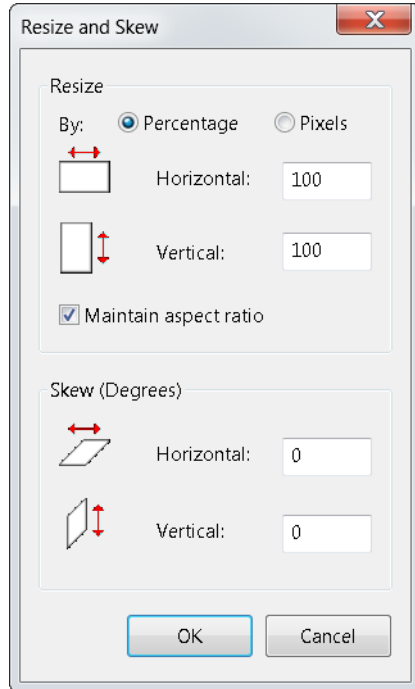 Resize and Skew
Resize
By: Percentage Pixels
Horizontal: 100
Vertical: 100
Maintain aspect ratio
Skew (Degrees)
Horizontal: 0
Vertical: 0
OK Cancel